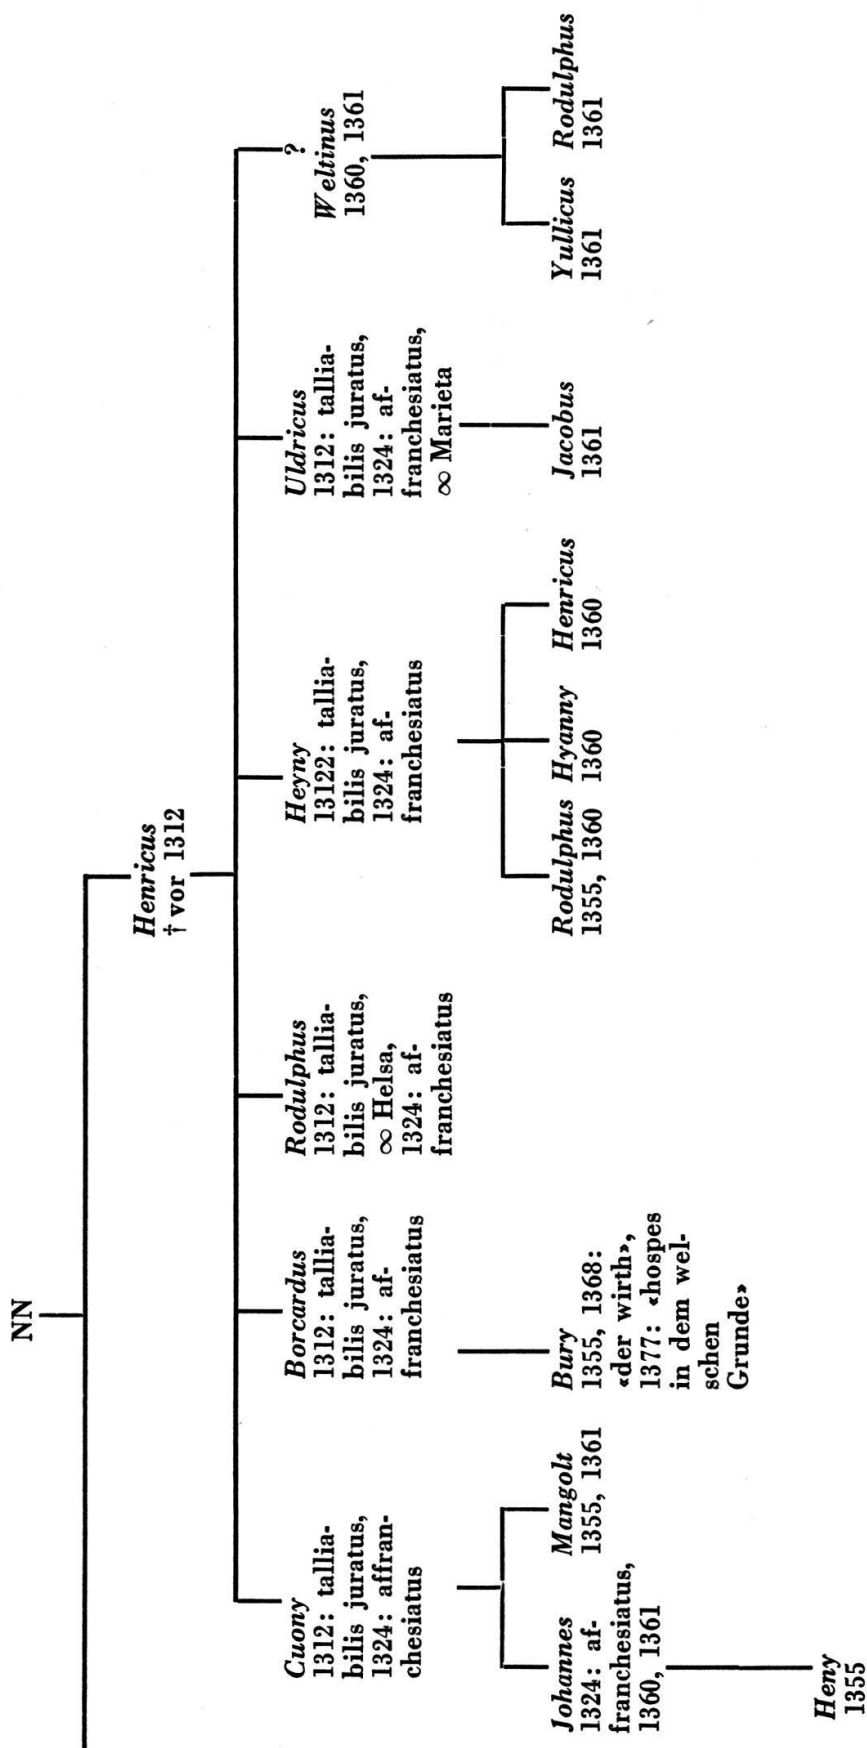 NN
Henricus
† vor 1312
Cuony
1312: tallia-
bilis juratus,
1324: affran-
chesiatus
Borcardus
1312: tallia-
bilis juratus,
1324: af-
franchesiatus
Rodulphus
1312: tallia-
bilis juratus,
∞ Helsa,
1324: af-
franchesiatus
Heyny
13122: tallia-
bilis juratus,
1324: af-
franchesiatus
Uldricus
1312: tallia-
bilis juratus,
1324: af-
franchesiatus,
∞ Marieta
?
Weltinus
1360, 1361
Johannes
1324: af-
franchesiatus,
1360, 1361
Mangolt
1355, 1361
Bury
1355, 1368:
«der wirth»,
1377: «hospes
in dem wel-
schen
Grunde»
Rodulphus
1355, 1360
Hyanny
1360
Henricus
1360
Jacobus
1361
Yullicus
1361
Rodulphus
1361
Heny
1355